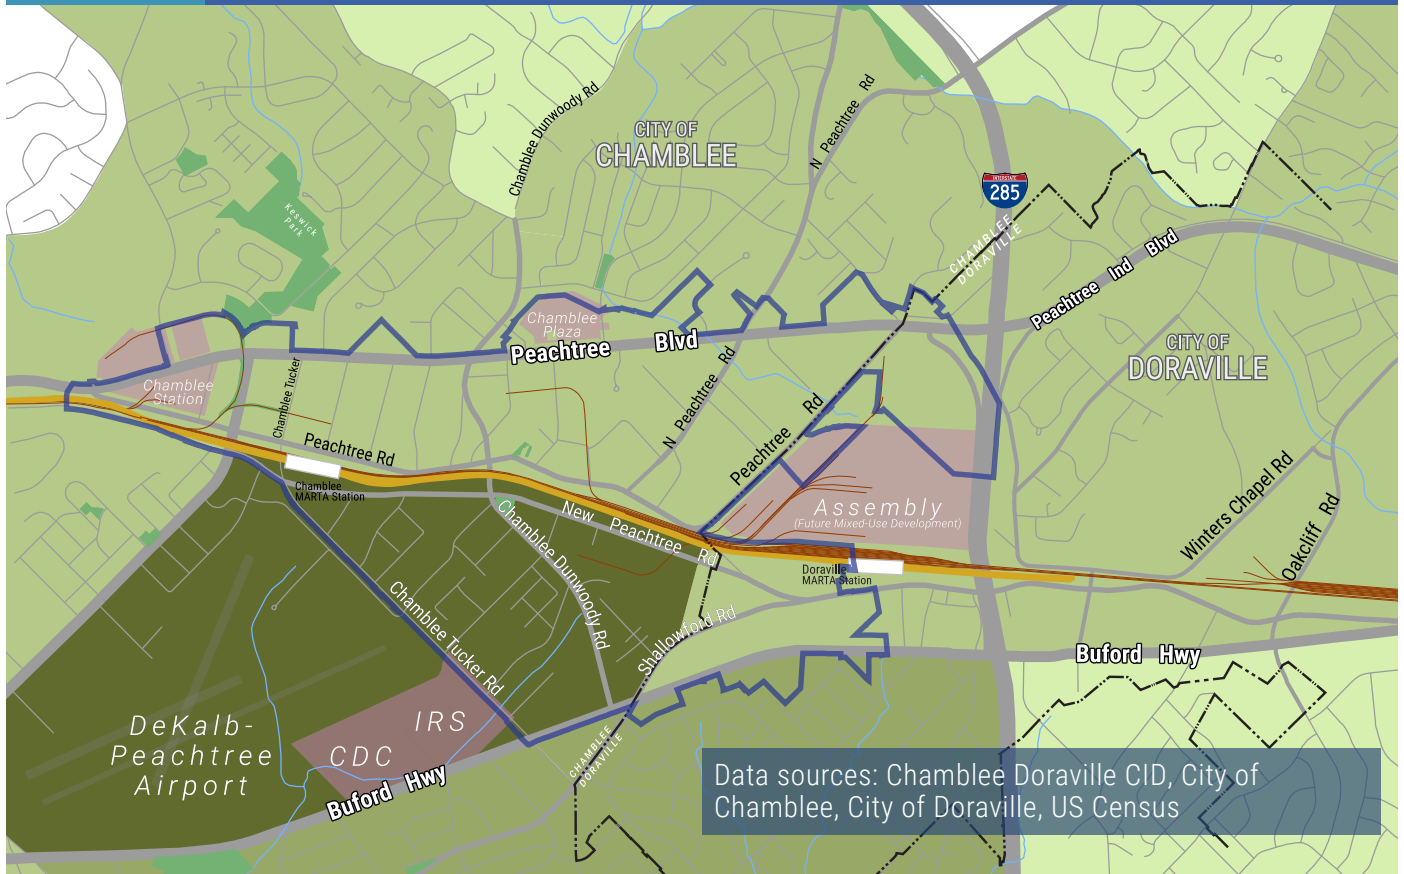 CITY OF
CHAMBLEE
Chamblee Dunwoody Rd
N Peachtree Rd
INTERSTATE
285
Keswick
Park
CHAMBLEE
DORAVILLE
Peachtree Ind Blvd
Chamblee
Plaza
Peachtree Blvd
CITY OF
DORAVILLE
Chamblee
Station
Chamblee Tucker
N Peachtree Rd
Peachtree Rd
Peachtree Rd
Chamblee
MARTA Station
Assembly
(Future Mixed-Use Development)
Winters Chapel Rd
Oakcliff Rd
New Peachtree Rd
Chamblee Dunwoody Rd
Doraville
MARTA Station
Chamblee Tucker Rd
Shallowford Rd
Buford Hwy
DeKalb-
Peachtree
Airport
IRS
CDC
Buford Hwy
CHAMBLEE
DORAVILLE
Data sources: Chamblee Doraville CID, City of
Chamblee, City of Doraville, US Census